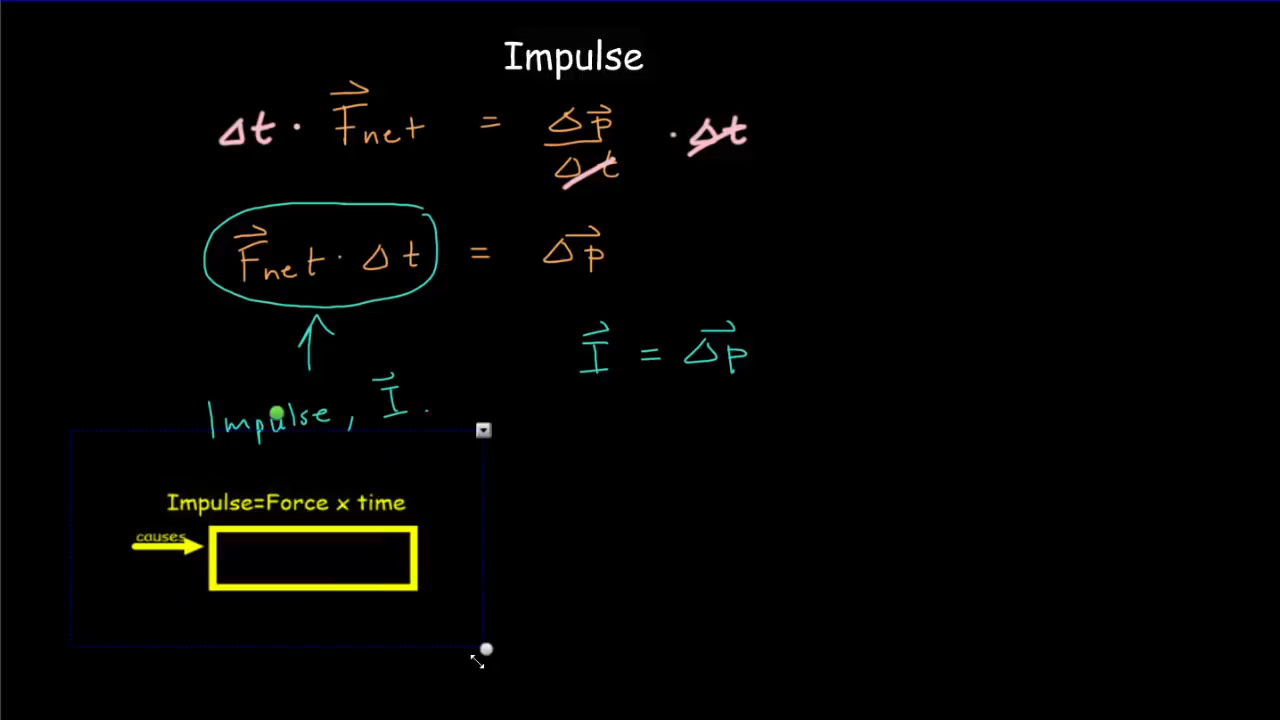 Impulse
Δt · F⃗net = Δp⃗/Δt · Δt
F⃗net · Δt = Δp⃗
I⃗ = Δp⃗
Impulse, I⃗.
Impulse=Force x time
causes